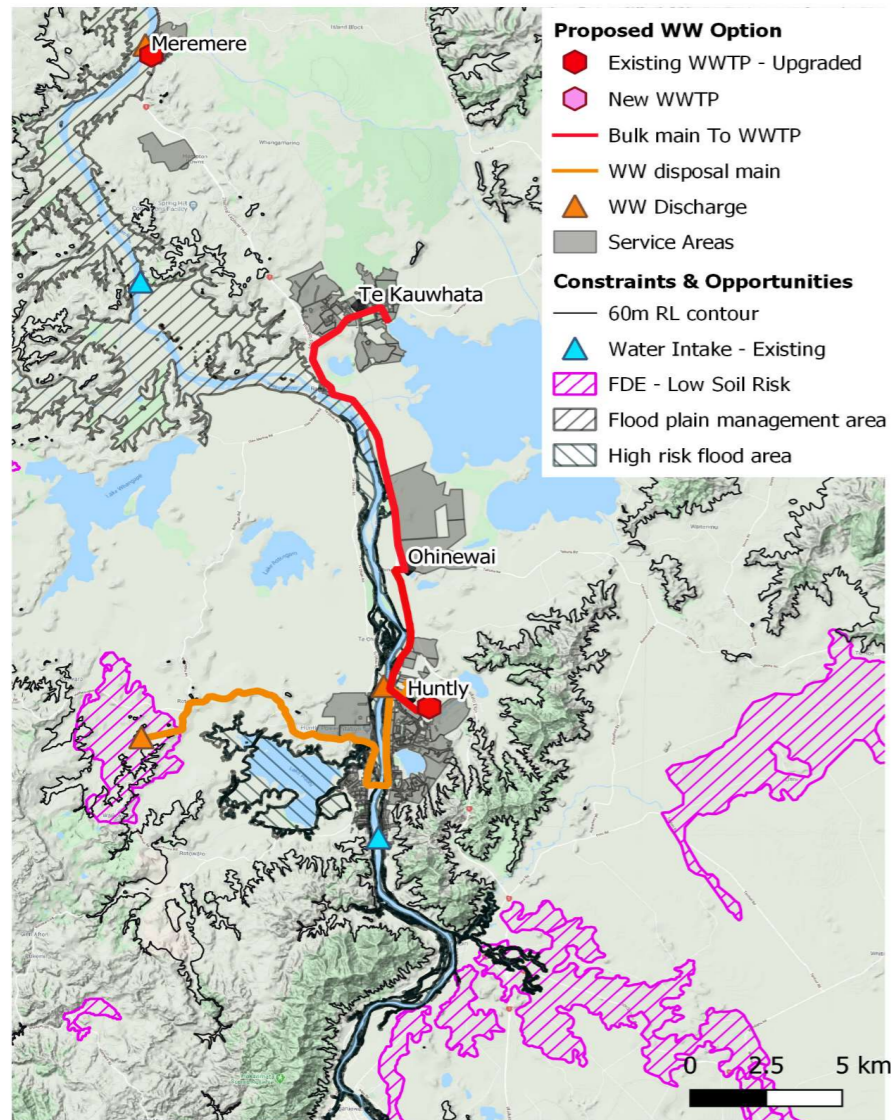 Meremere
Te Kauwhata
Ohinewai
Huntly
Proposed WW Option
Existing WWTP - Upgraded
New WWTP
Bulk main To WWTP
WW disposal main
WW Discharge
Service Areas
Constraints & Opportunities
60m RL contour
Water Intake - Existing
FDE - Low Soil Risk
Flood plain management area
High risk flood area
0 2.5 5 km